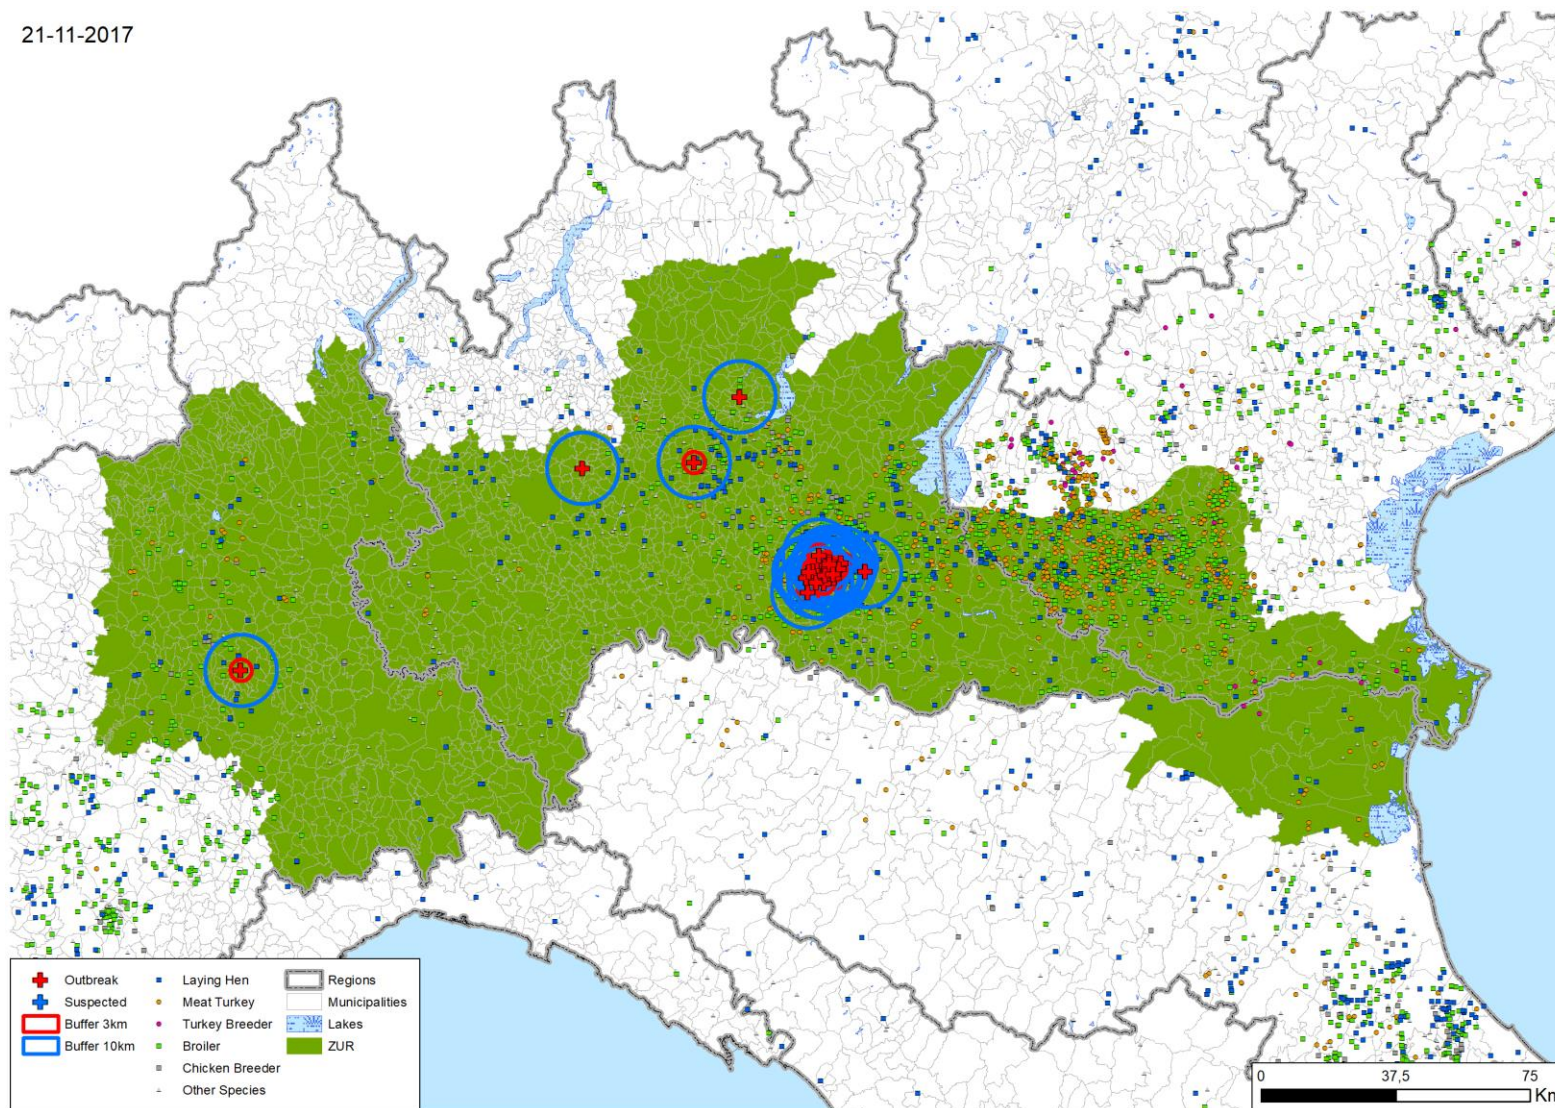 21-11-2017
Outbreak
Suspected
Buffer 3km
Buffer 10km
Laying Hen
Meat Turkey
Turkey Breeder
Broiler
Chicken Breeder
Other Species
Regions
Municipalities
Lakes
ZUR
0 37,5 75
Km